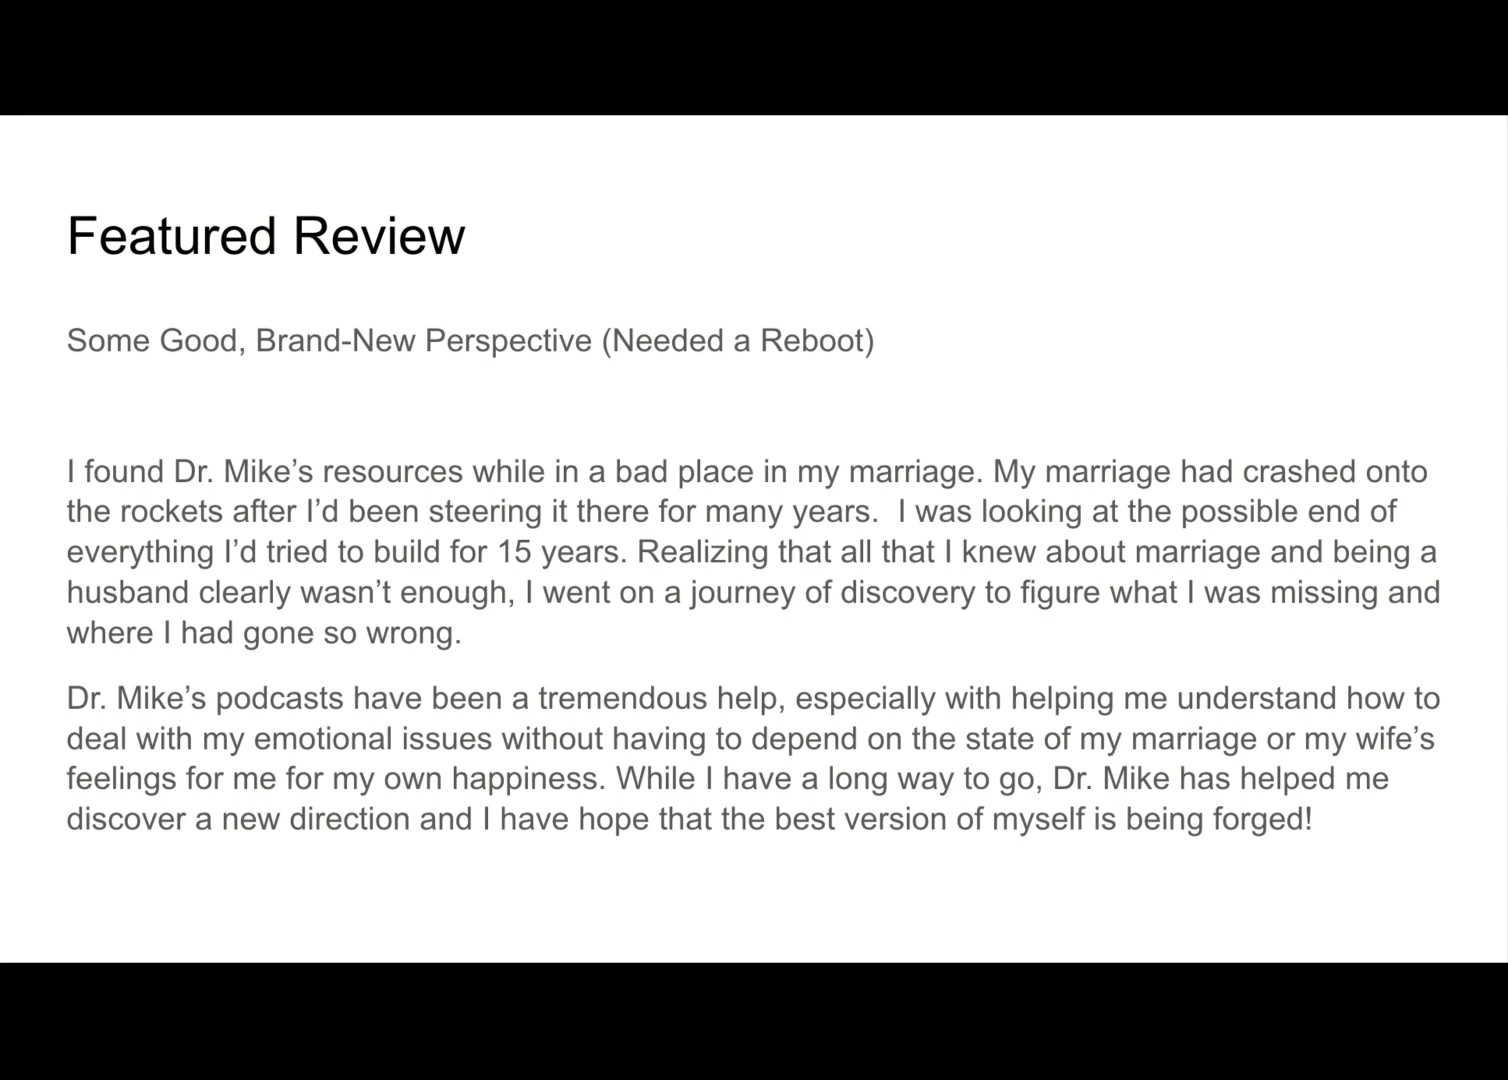 Featured Review
Some Good, Brand-New Perspective (Needed a Reboot)
I found Dr. Mike’s resources while in a bad place in my marriage. My marriage had crashed onto
the rockets after I’d been steering it there for many years.  I was looking at the possible end of
everything I’d tried to build for 15 years. Realizing that all that I knew about marriage and being a
husband clearly wasn’t enough, I went on a journey of discovery to figure what I was missing and
where I had gone so wrong.
Dr. Mike’s podcasts have been a tremendous help, especially with helping me understand how to
deal with my emotional issues without having to depend on the state of my marriage or my wife’s
feelings for me for my own happiness. While I have a long way to go, Dr. Mike has helped me
discover a new direction and I have hope that the best version of myself is being forged!